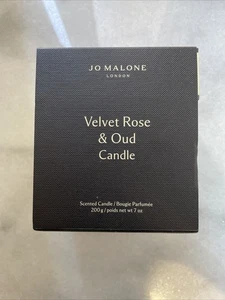 JO MALONE
LONDON
Velvet Rose
& Oud
Candle
Scented Candle / Bougie Parfumée
200 g / poids net wt 7 oz